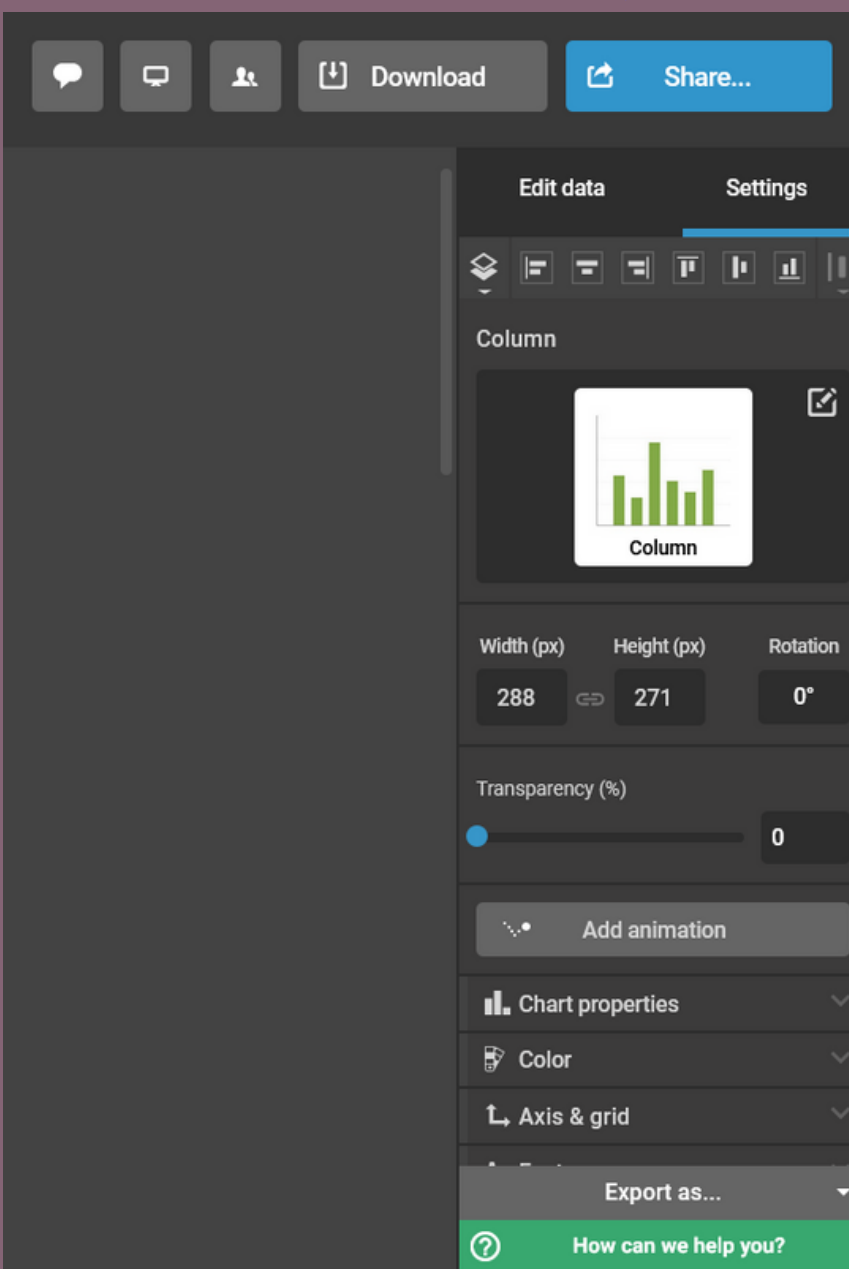 Download
Share...
Edit data
Settings
Column
Column
Width (px)
Height (px)
Rotation
288
271
0°
Transparency (%)
0
Add animation
Chart properties
Color
Axis & grid
Export as...
How can we help you?